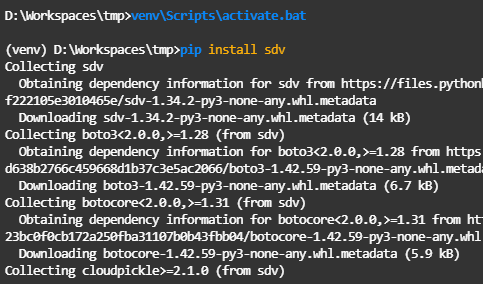 D:\Workspaces\tmp>venv\Scripts\activate.bat
(venv) D:\Workspaces\tmp>pip install sdv
Collecting sdv
  Obtaining dependency information for sdv from https://files.pythonh
f222105e3010465e/sdv-1.34.2-py3-none-any.whl.metadata
  Downloading sdv-1.34.2-py3-none-any.whl.metadata (14 kB)
Collecting boto3<2.0.0,>=1.28 (from sdv)
  Obtaining dependency information for boto3<2.0.0,>=1.28 from https
d638b2766c459668d1b37c3e5ac2066/boto3-1.42.59-py3-none-any.whl.metada
  Downloading boto3-1.42.59-py3-none-any.whl.metadata (6.7 kB)
Collecting botocore<2.0.0,>=1.31 (from sdv)
  Obtaining dependency information for botocore<2.0.0,>=1.31 from htt
23bc0f0cb172a250fba31107b0b43fbb04/botocore-1.42.59-py3-none-any.whl
  Downloading botocore-1.42.59-py3-none-any.whl.metadata (5.9 kB)
Collecting cloudpickle>=2.1.0 (from sdv)